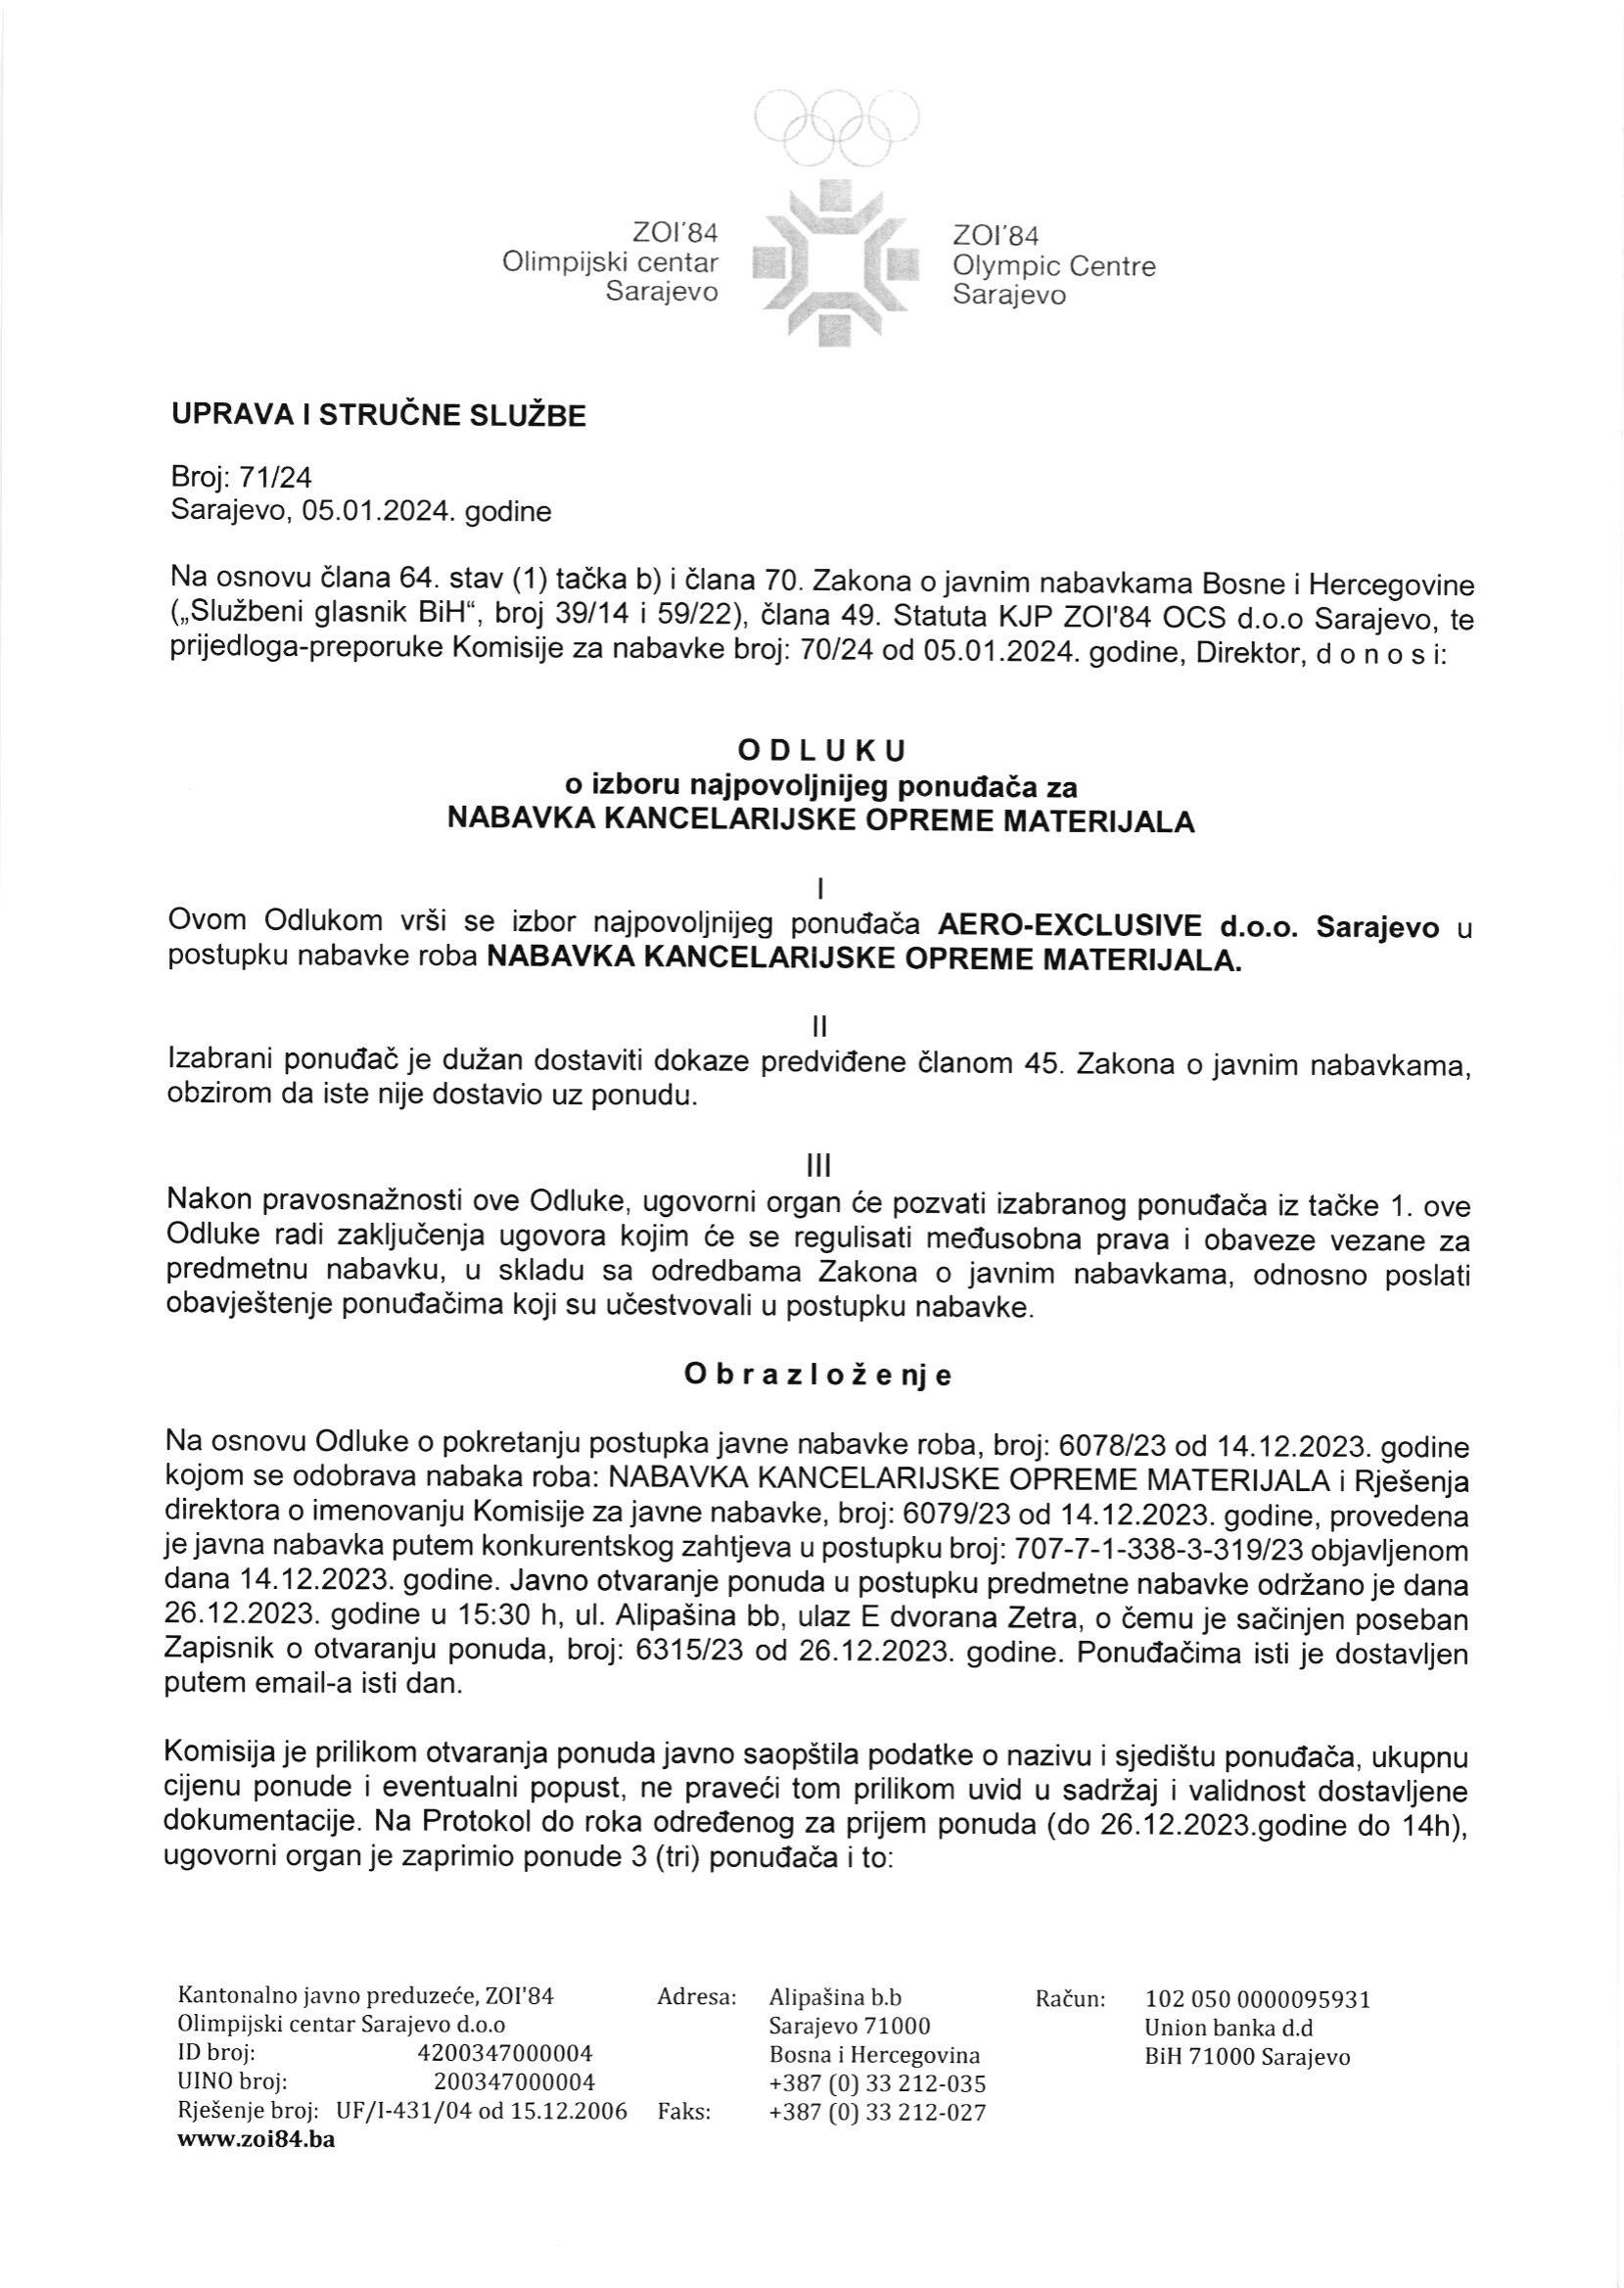 ZOI'84
Olimpijski centar
Sarajevo
ZOI'84
Olympic Centre
Sarajevo
UPRAVA I STRUČNE SLUŽBE
Broj: 71/24
Sarajevo, 05.01.2024. godine
Na osnovu člana 64. stav (1) tačka b) i člana 70. Zakona o javnim nabavkama Bosne i Hercegovine
(„Službeni glasnik BiH“, broj 39/14 i 59/22), člana 49. Statuta KJP ZOI'84 OCS d.o.o Sarajevo, te
prijedloga-preporuke Komisije za nabavke broj: 70/24 od 05.01.2024. godine, Direktor, d o n o s i:
O D L U K U
o izboru najpovoljnijeg ponuđača za
NABAVKA KANCELARIJSKE OPREME MATERIJALA
I
Ovom Odlukom vrši se izbor najpovoljnijeg ponuđača AERO-EXCLUSIVE d.o.o. Sarajevo u
postupku nabavke roba NABAVKA KANCELARIJSKE OPREME MATERIJALA.
II
Izabrani ponuđač je dužan dostaviti dokaze predviđene članom 45. Zakona o javnim nabavkama,
obzirom da iste nije dostavio uz ponudu.
III
Nakon pravosnažnosti ove Odluke, ugovorni organ će pozvati izabranog ponuđača iz tačke 1. ove
Odluke radi zaključenja ugovora kojim će se regulisati međusobna prava i obaveze vezane za
predmetnu nabavku, u skladu sa odredbama Zakona o javnim nabavkama, odnosno poslati
obavještenje ponuđačima koji su učestvovali u postupku nabavke.
O b r a z l o ž e nj e
Na osnovu Odluke o pokretanju postupka javne nabavke roba, broj: 6078/23 od 14.12.2023. godine
kojom se odobrava nabaka roba: NABAVKA KANCELARIJSKE OPREME MATERIJALA i Rješenja
direktora o imenovanju Komisije za javne nabavke, broj: 6079/23 od 14.12.2023. godine, provedena
je javna nabavka putem konkurentskog zahtjeva u postupku broj: 707-7-1-338-3-319/23 objavljenom
dana 14.12.2023. godine. Javno otvaranje ponuda u postupku predmetne nabavke održano je dana
26.12.2023. godine u 15:30 h, ul. Alipašina bb, ulaz E dvorana Zetra, o čemu je sačinjen poseban
Zapisnik o otvaranju ponuda, broj: 6315/23 od 26.12.2023. godine. Ponuđačima isti je dostavljen
putem email-a isti dan.
Komisija je prilikom otvaranja ponuda javno saopštila podatke o nazivu i sjedištu ponuđača, ukupnu
cijenu ponude i eventualni popust, ne praveći tom prilikom uvid u sadržaj i validnost dostavljene
dokumentacije. Na Protokol do roka određenog za prijem ponuda (do 26.12.2023.godine do 14h),
ugovorni organ je zaprimio ponude 3 (tri) ponuđača i to:
Kantonalno javno preduzeće, ZOI'84
Olimpijski centar Sarajevo d.o.o
ID broj: 4200347000004
UINO broj: 200347000004
Rješenje broj: UF/I-431/04 od 15.12.2006
www.zoi84.ba
Adresa: Alipašina b.b
Sarajevo 71000
Bosna i Hercegovina
+387 (0) 33 212-035
Faks: +387 (0) 33 212-027
Račun: 102 050 0000095931
Union banka d.d
BiH 71000 Sarajevo